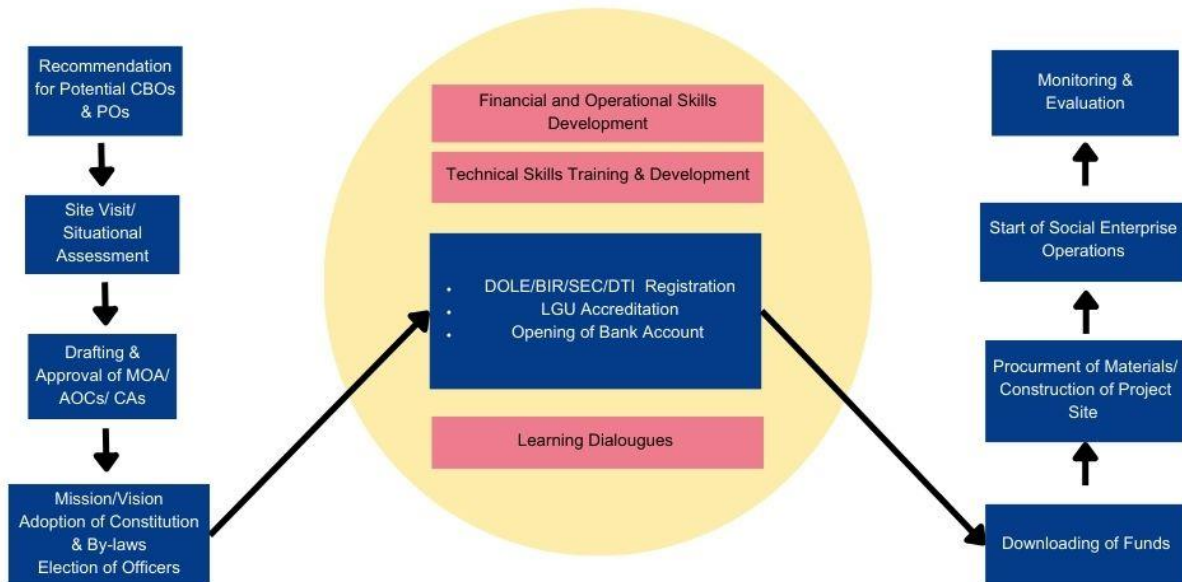 Recommendation
for Potential CBOs
& POs
Site Visit/
Situational
Assessment
Drafting &
Approval of MOA/
AOCs/ CAs
Mission/Vision
Adoption of Constitution
& By-laws
Election of Officers
Financial and Operational Skills
Development
Technical Skills Training & Development
• DOLE/BIR/SEC/DTI Registration
• LGU Accreditation
• Opening of Bank Account
Learning Dialougues
Monitoring &
Evaluation
Start of Social Enterprise
Operations
Procurment of Materials/
Construction of Project
Site
Downloading of Funds